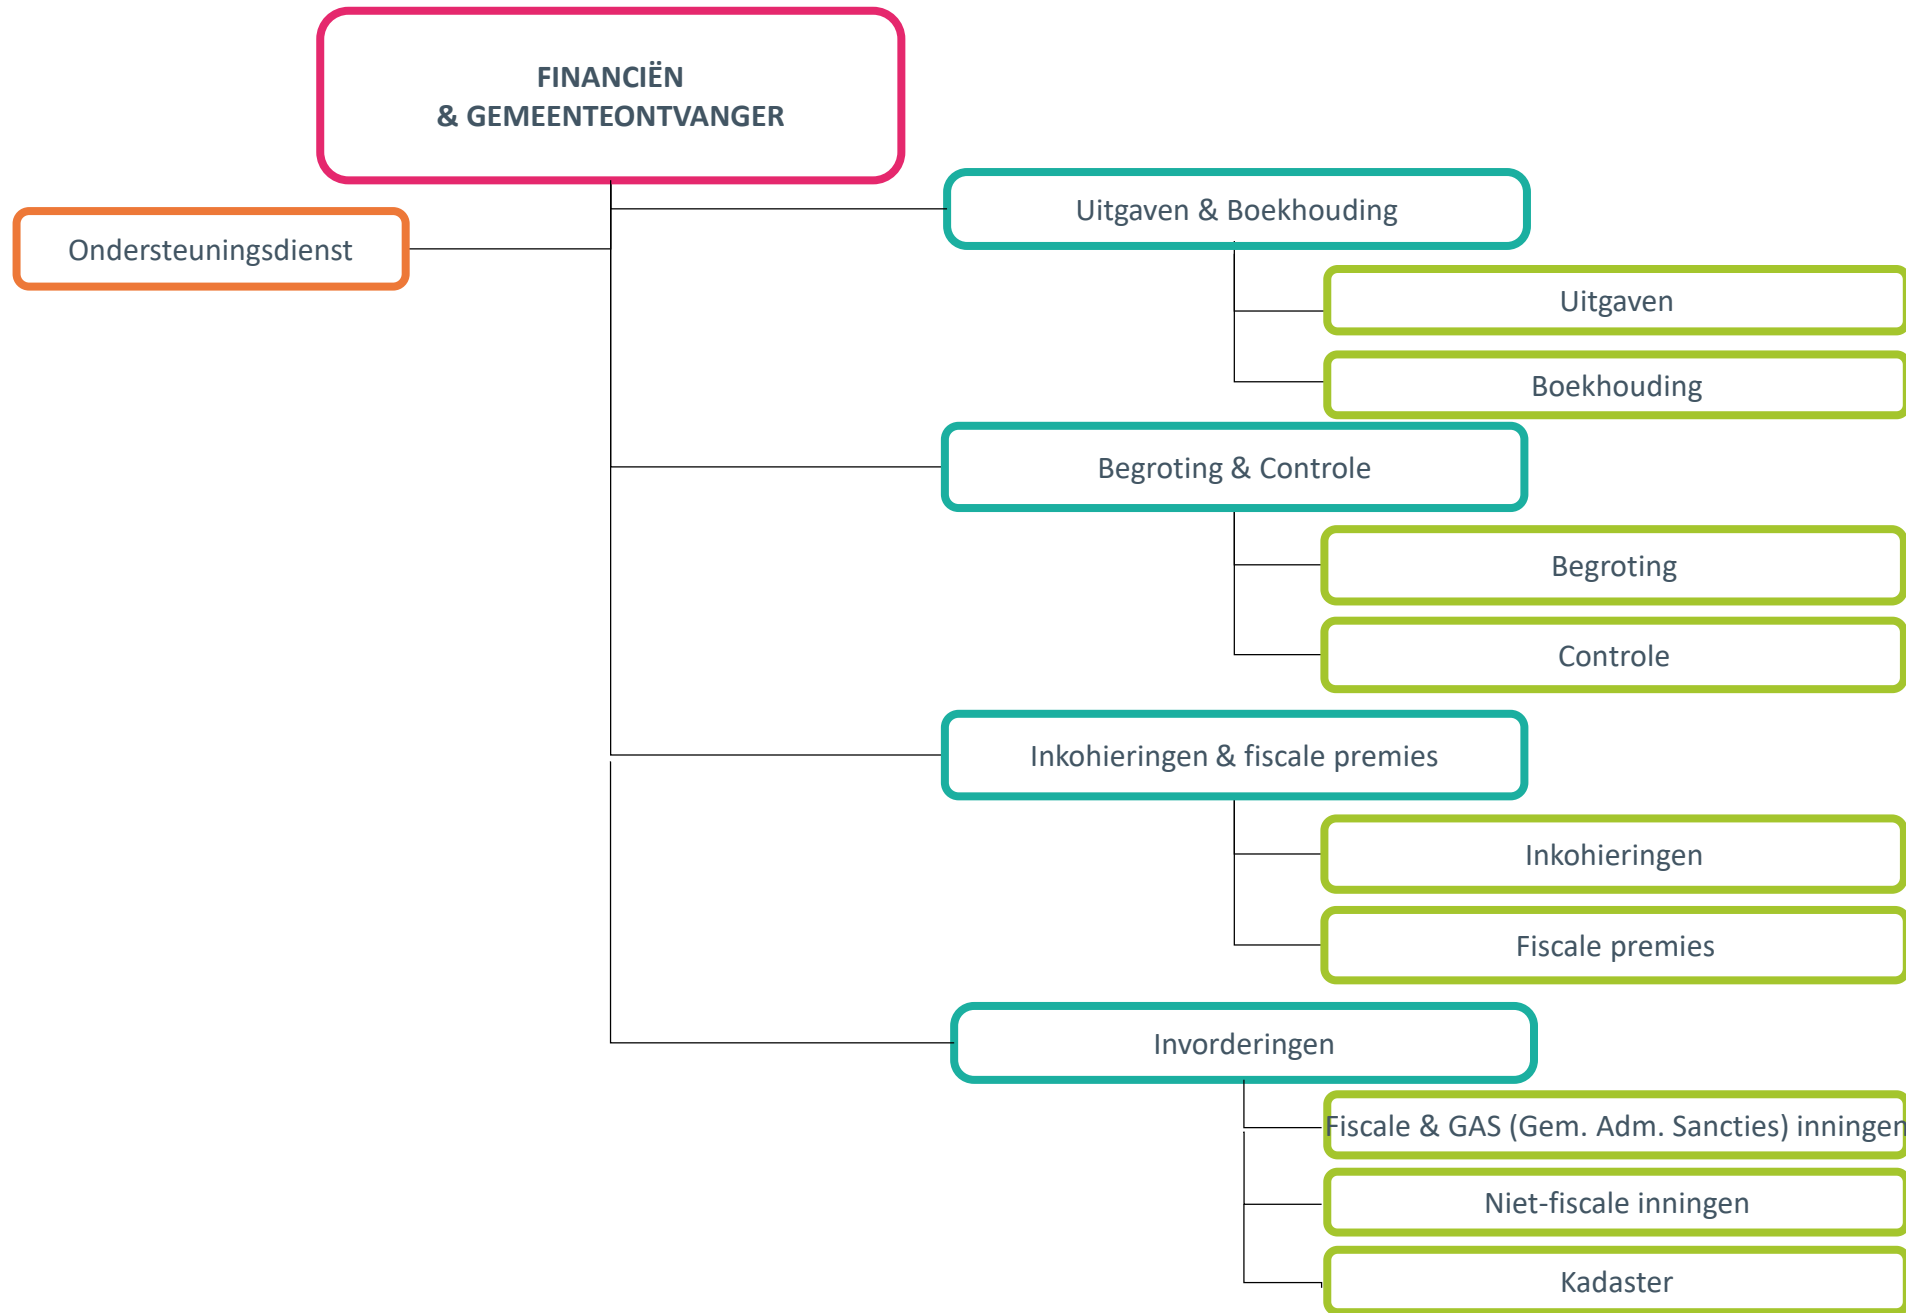 FINANCIËN
& GEMEENTEONTVANGER
Ondersteuningsdienst
Uitgaven & Boekhouding
Uitgaven
Boekhouding
Begroting & Controle
Begroting
Controle
Inkohieringen & fiscale premies
Inkohieringen
Fiscale premies
Invorderingen
Fiscale & GAS (Gem. Adm. Sancties) inningen
Niet-fiscale inningen
Kadaster